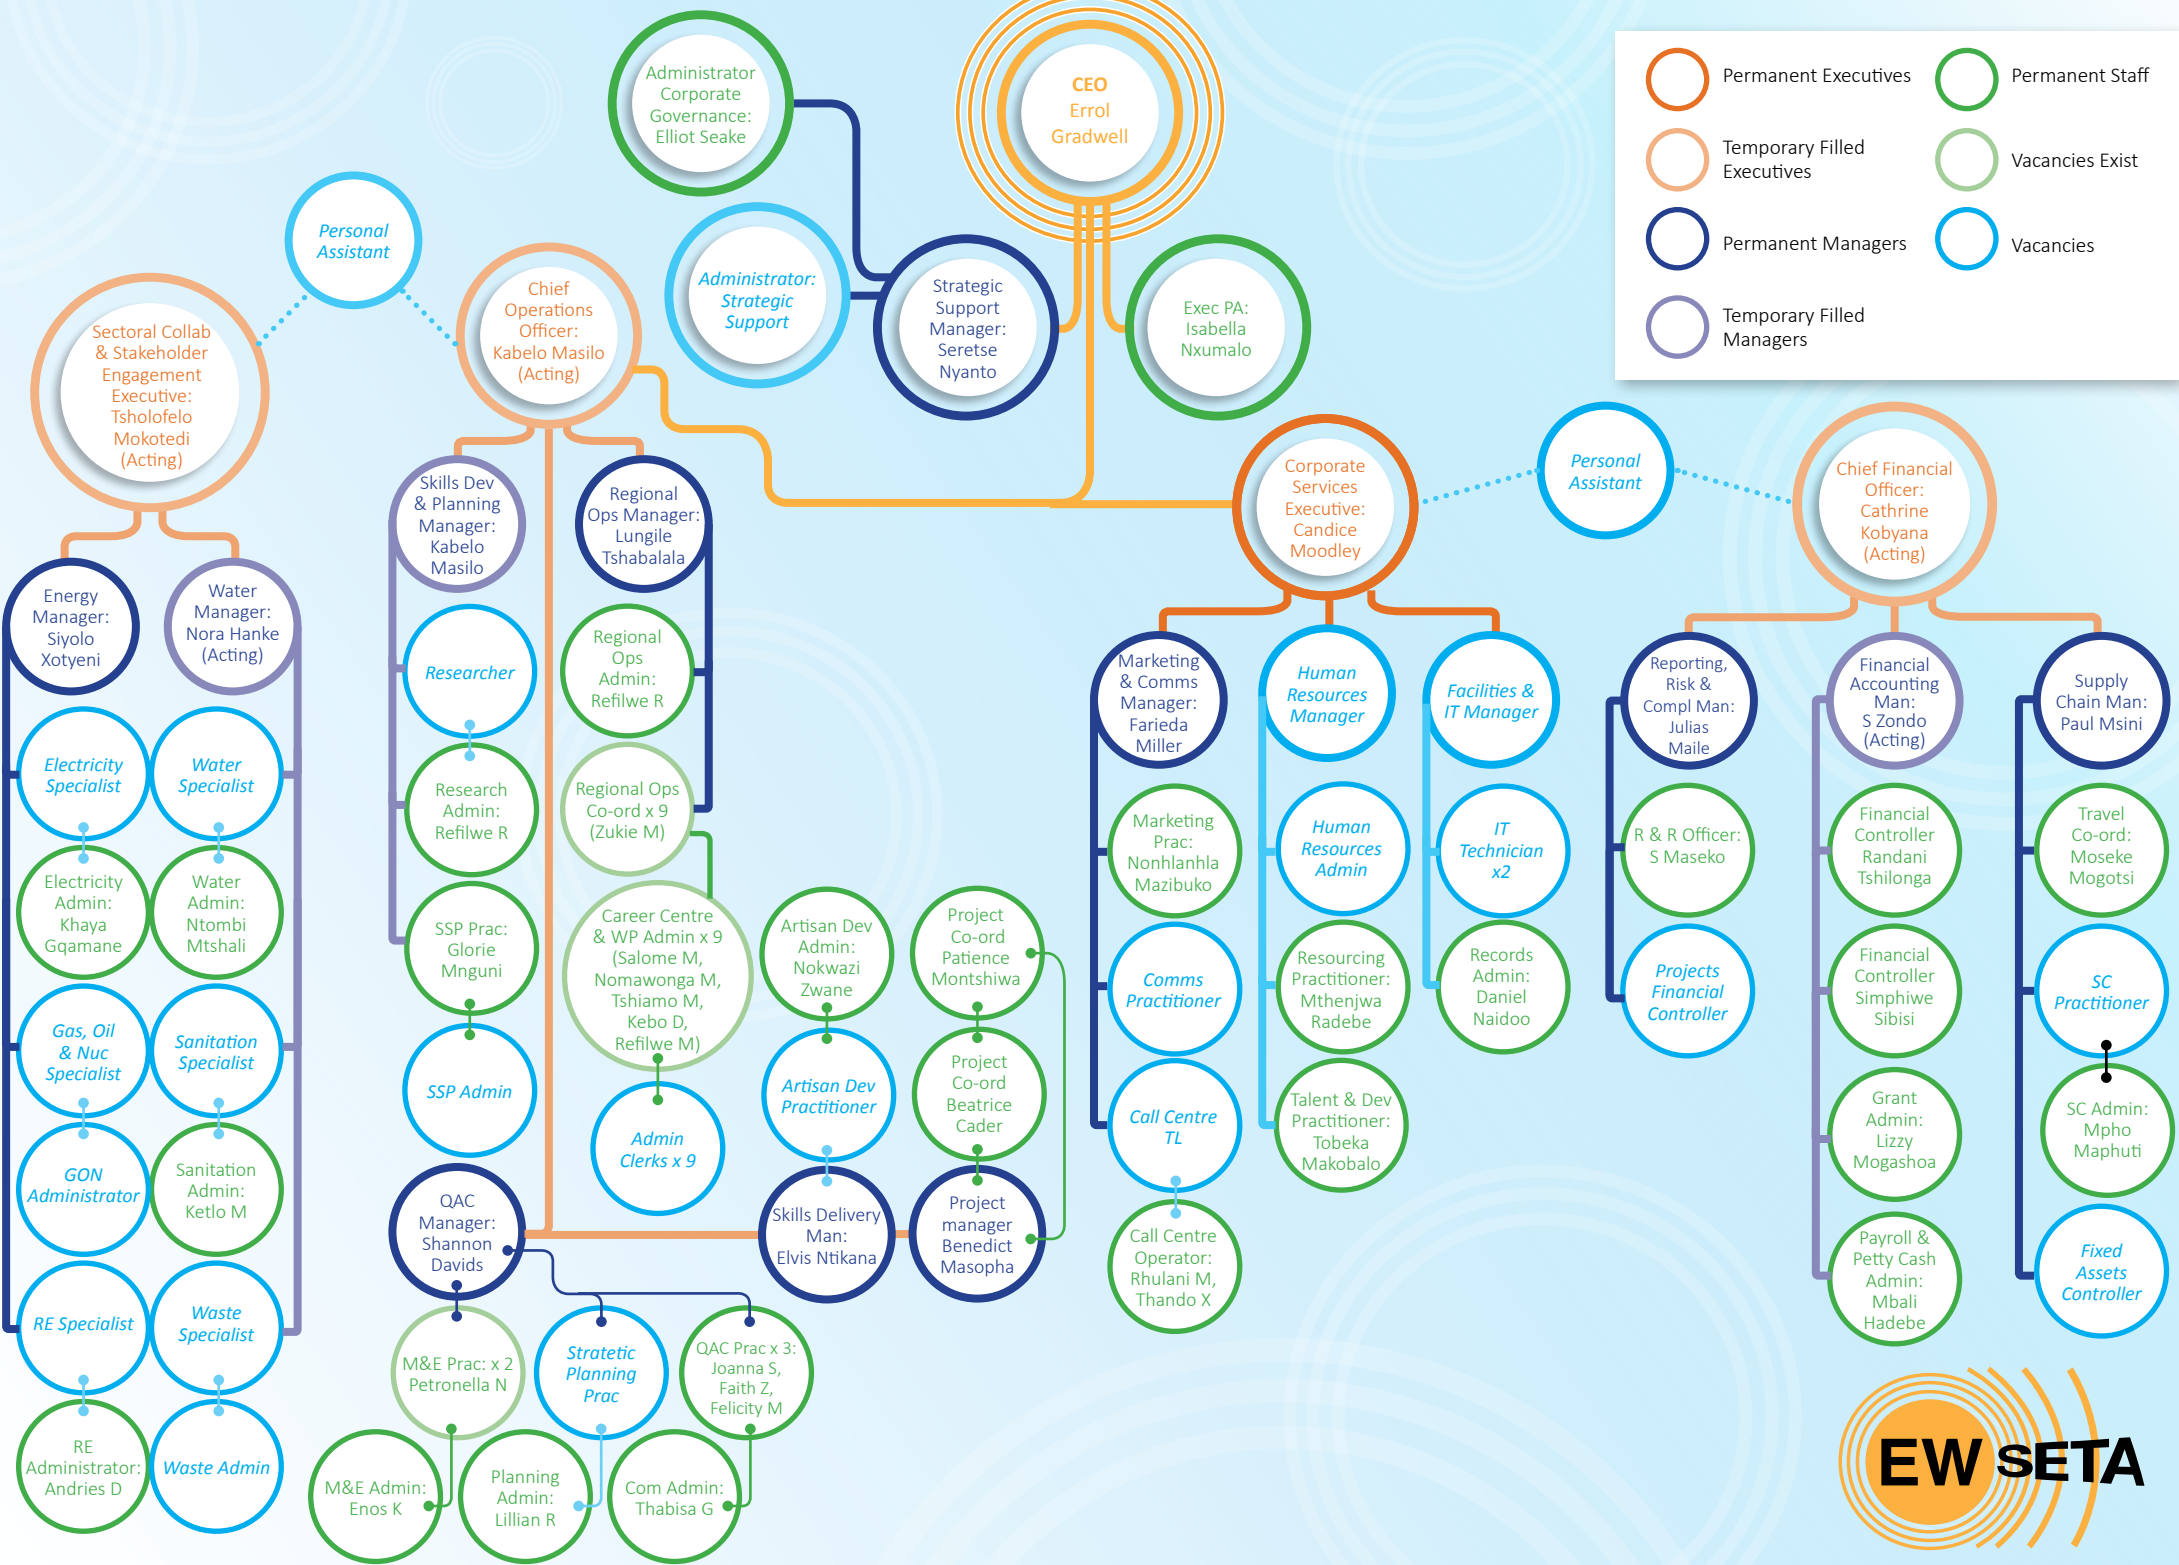 Administrator
Corporate
Governance:
Elliot Seake
CEO
Errol
Gradwell
Permanent Executives
Permanent Staff
Temporary Filled
Executives
Vacancies Exist
Permanent Managers
Vacancies
Temporary Filled
Managers
Personal
Assistant
Administrator:
Strategic
Support
Strategic
Support
Manager:
Seretse
Nyanto
Exec PA:
Isabella
Nxumalo
Sectoral Collab
& Stakeholder
Engagement
Executive:
Tsholofelo
Mokotedi
(Acting)
Chief
Operations
Officer:
Kabelo Masilo
(Acting)
Corporate
Services
Executive:
Candice
Moodley
Personal
Assistant
Chief Financial
Officer:
Cathrine
Kobyana
(Acting)
Energy
Manager:
Siyolo
Xotyeni
Water
Manager:
Nora Hanke
(Acting)
Electricity
Specialist
Water
Specialist
Electricity
Admin:
Khaya
Gqamane
Water
Admin:
Ntombi
Mtshali
Gas, Oil
& Nuc
Specialist
Sanitation
Specialist
GON
Administrator
Sanitation
Admin:
Ketlo M
RE Specialist
Waste
Specialist
RE
Administrator:
Andries D
Waste Admin
Skills Dev
& Planning
Manager:
Kabelo
Masilo
Regional
Ops Manager:
Lungile
Tshabalala
Researcher
Regional
Ops
Admin:
Refilwe R
Research
Admin:
Refilwe R
Regional Ops
Co-ord x 9
(Zukie M)
SSP Prac:
Glorie
Mnguni
Career Centre
& WP Admin x 9
(Salome M,
Nomawonga M,
Tshiamo M,
Kebo D,
Refilwe M)
SSP Admin
Admin
Clerks x 9
Artisan Dev
Admin:
Nokwazi
Zwane
Project
Co-ord
Patience
Montshiwa
Artisan Dev
Practitioner
Project
Co-ord
Beatrice
Cader
QAC
Manager:
Shannon
Davids
Skills Delivery
Man:
Elvis Ntikana
Project
manager
Benedict
Masopha
M&E Prac: x 2
Petronella N
Stratetic
Planning
Prac
QAC Prac x 3:
Joanna S,
Faith Z,
Felicity M
M&E Admin:
Enos K
Planning
Admin:
Lillian R
Com Admin:
Thabisa G
Marketing
& Comms
Manager:
Farieda
Miller
Human
Resources
Manager
Facilities &
IT Manager
Marketing
Prac:
Nonhlanhla
Mazibuko
Human
Resources
Admin
IT
Technician
x2
Comms
Practitioner
Resourcing
Practitioner:
Mthenjwa
Radebe
Records
Admin:
Daniel
Naidoo
Call Centre
TL
Talent & Dev
Practitioner:
Tobeka
Makobalo
Call Centre
Operator:
Rhulani M,
Thando X
Reporting,
Risk &
Compl Man:
Julias
Maile
Financial
Accounting
Man:
S Zondo
(Acting)
Supply
Chain Man:
Paul Msini
R & R Officer:
S Maseko
Financial
Controller
Randani
Tshilonga
Travel
Co-ord:
Moseke
Mogotsi
Projects
Financial
Controller
Financial
Controller
Simphiwe
Sibisi
SC
Practitioner
Grant
Admin:
Lizzy
Mogashoa
SC Admin:
Mpho
Maphuti
Payroll &
Petty Cash
Admin:
Mbali
Hadebe
Fixed
Assets
Controller
EW SETA